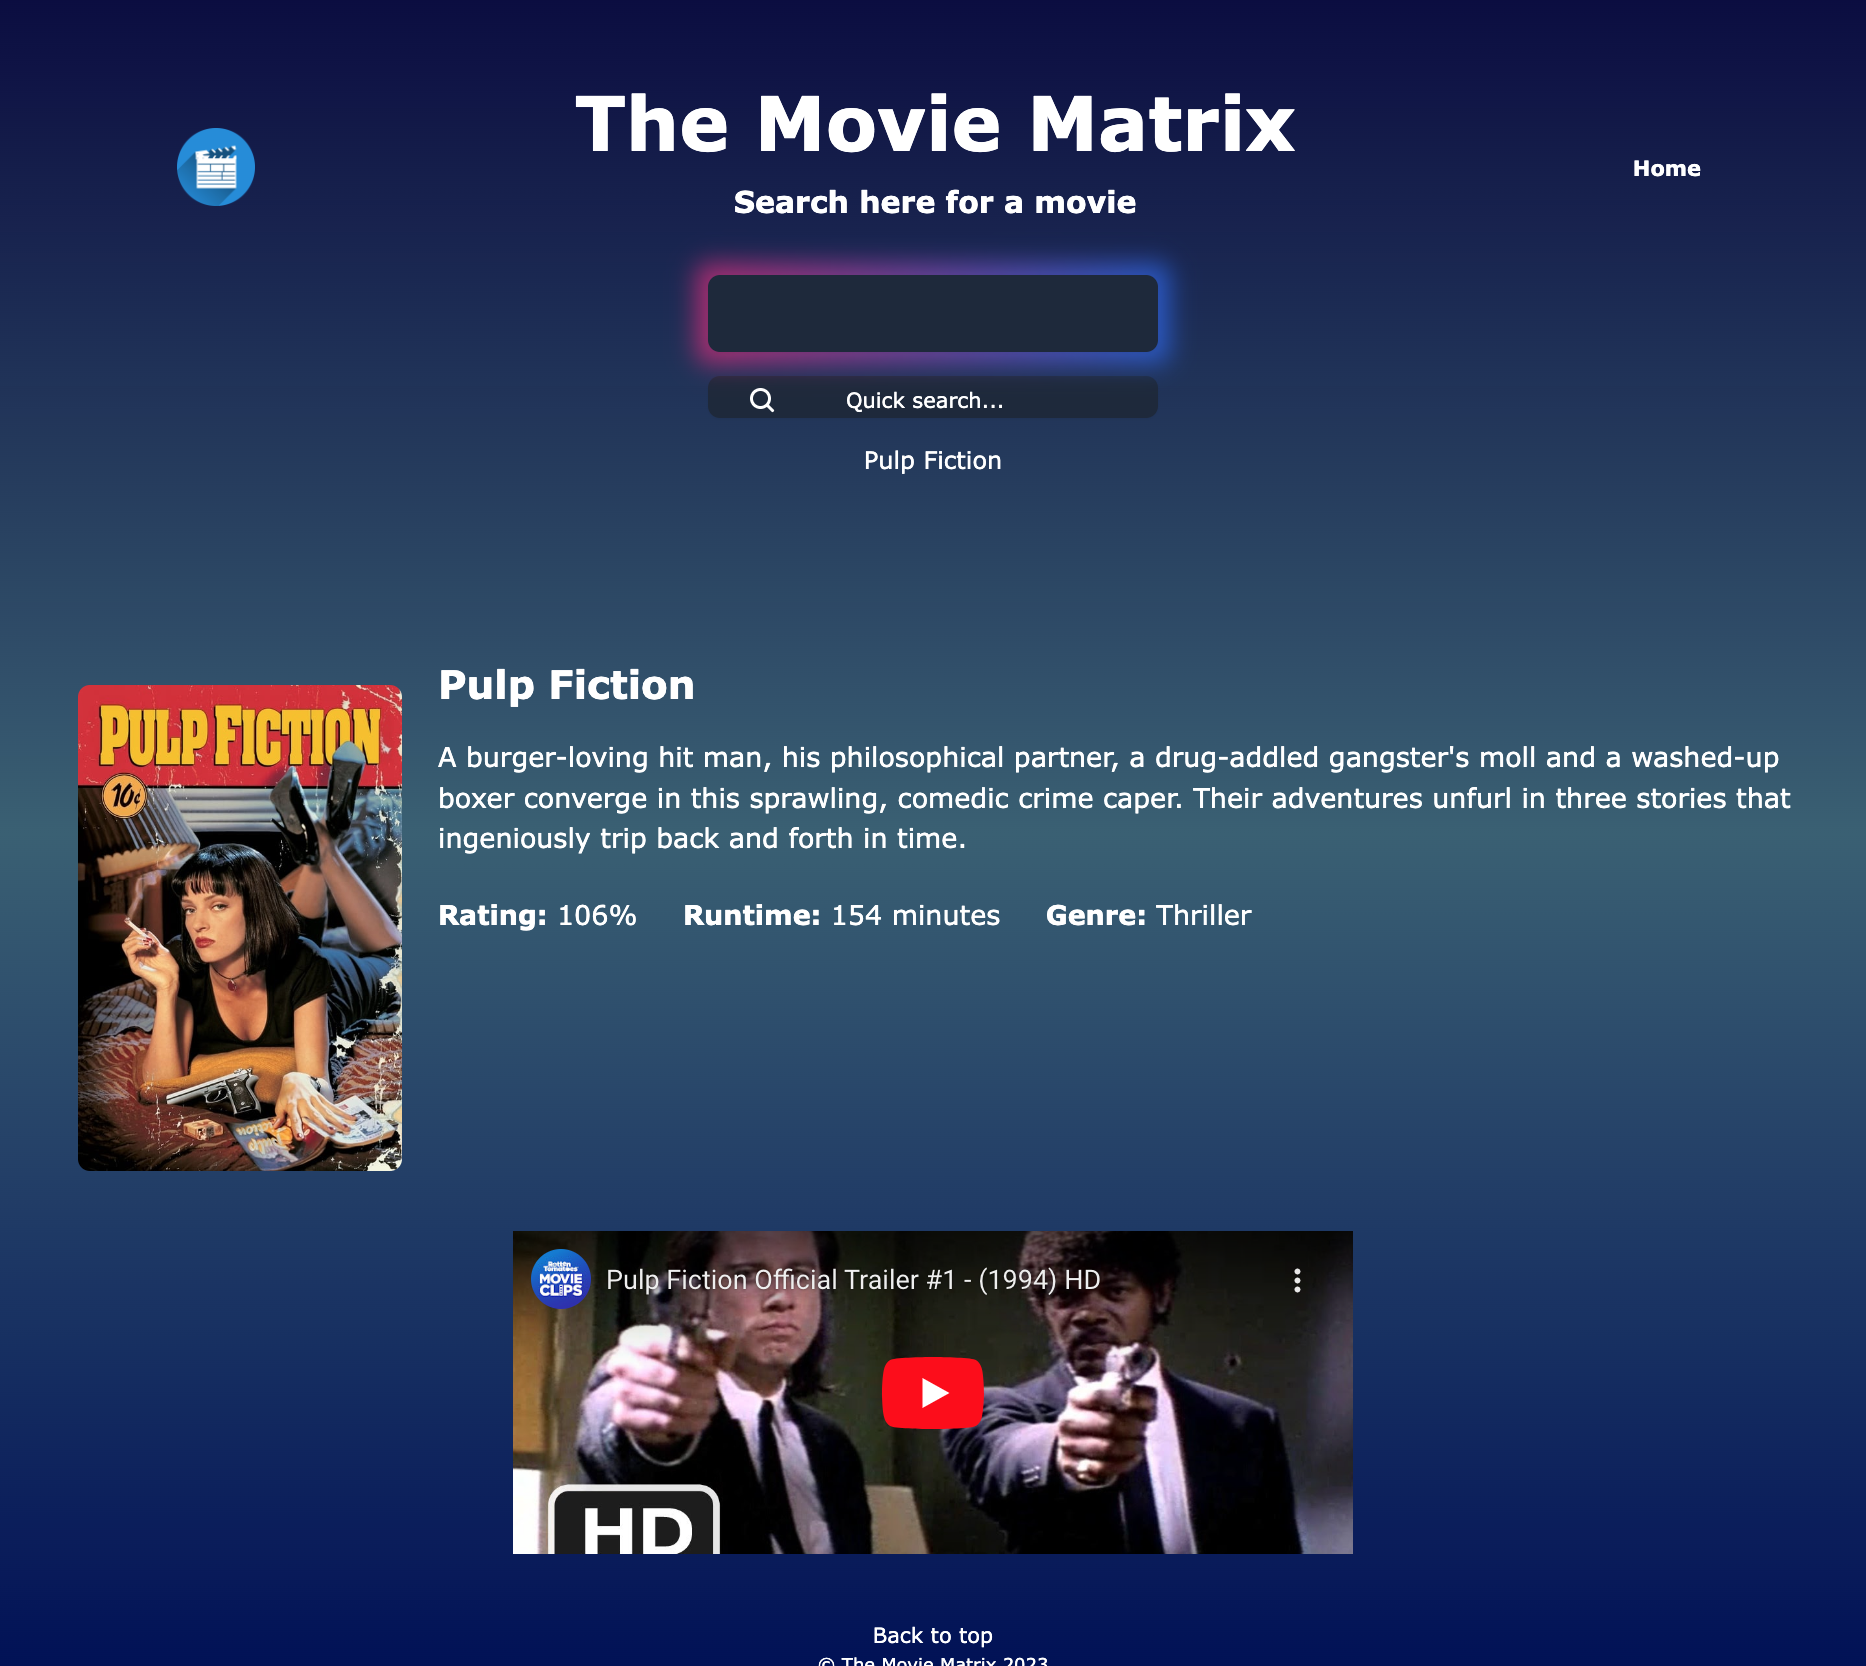 The Movie Matrix
Home
Search here for a movie
Quick search...
Pulp Fiction
Pulp Fiction
A burger-loving hit man, his philosophical partner, a drug-addled gangster's moll and a washed-up
boxer converge in this sprawling, comedic crime caper. Their adventures unfurl in three stories that
ingeniously trip back and forth in time.
Rating: 106% Runtime: 154 minutes Genre: Thriller
PULP FICTION
10¢
Rotten
Tomatoes
MOVIE
CLIPS
Pulp Fiction Official Trailer #1 - (1994) HD
HD
Back to top
© The Movie Matrix 2023